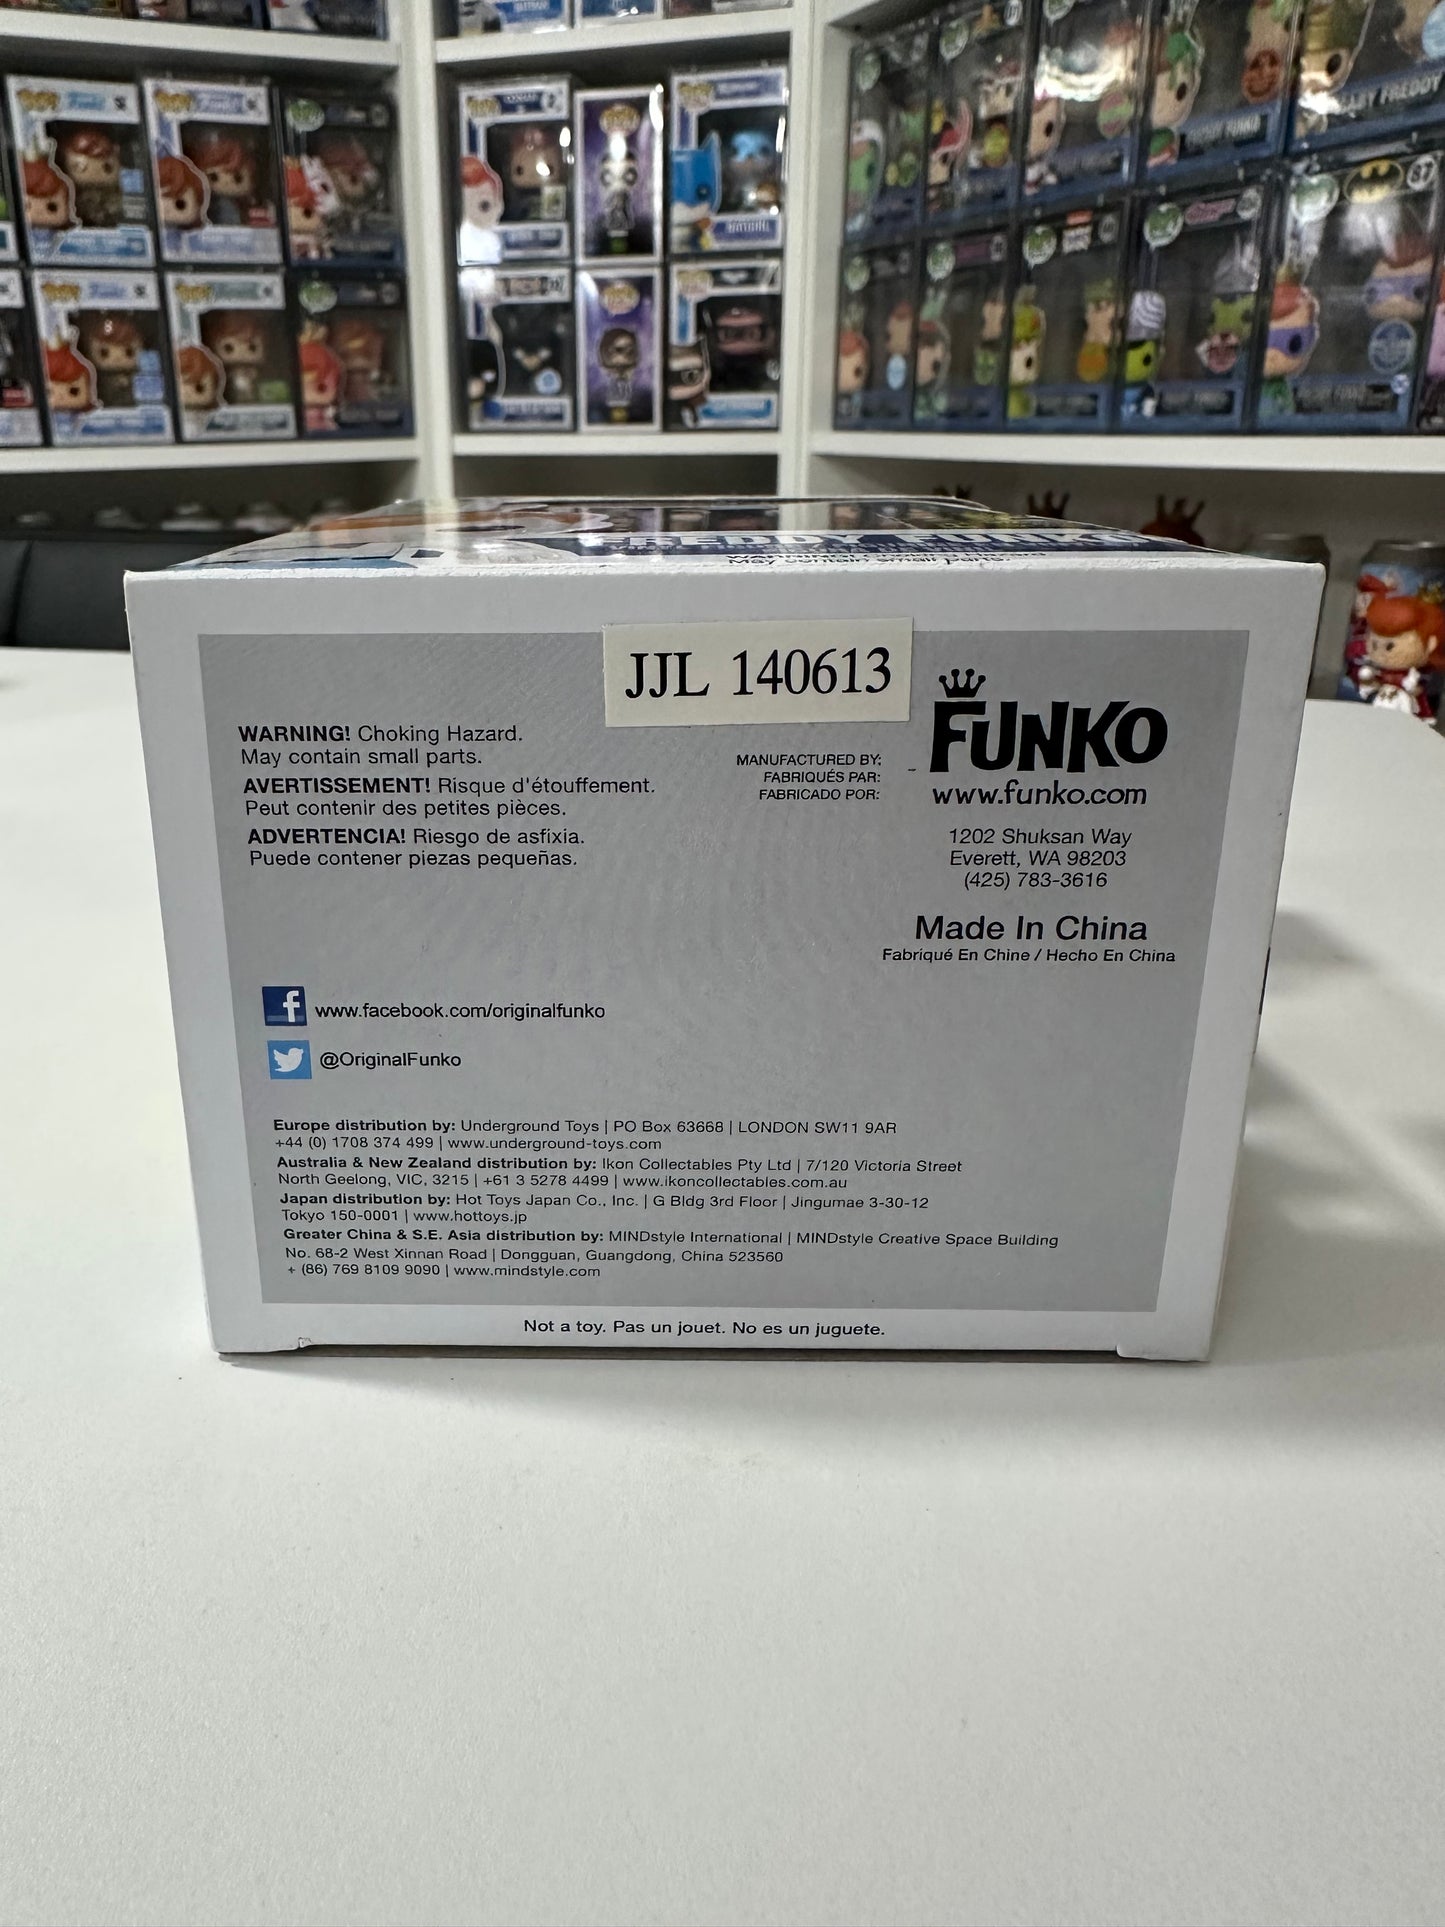 FREDDY FUNKO
May contain small parts.
JJL 140613
WARNING! Choking Hazard.
May contain small parts.
AVERTISSEMENT! Risque d'étouffement.
Peut contenir des petites pièces.
ADVERTENCIA! Riesgo de asfixia.
Puede contener piezas pequeñas.
MANUFACTURED BY:
FABRIQUÉS PAR:
FABRICADO POR:
FUNKO
www.funko.com
1202 Shuksan Way
Everett, WA 98203
(425) 783-3616
Made In China
Fabriqué En Chine / Hecho En China
www.facebook.com/originalfunko
@OriginalFunko
Europe distribution by: Underground Toys | PO Box 63668 | LONDON SW11 9AR
+44 (0) 1708 374 499 | www.underground-toys.com
Australia & New Zealand distribution by: Ikon Collectables Pty Ltd | 7/120 Victoria Street
North Geelong, VIC, 3215 | +61 3 5278 4499 | www.ikoncollectables.com.au
Japan distribution by: Hot Toys Japan Co., Inc. | G Bldg 3rd Floor | Jingumae 3-30-12
Tokyo 150-0001 | www.hottoys.jp
Greater China & S.E. Asia distribution by: MINDstyle International | MINDstyle Creative Space Building
No. 68-2 West Xinnan Road | Dongguan, Guangdong, China 523560
+ (86) 769 8109 9090 | www.mindstyle.com
Not a toy. Pas un jouet. No es un juguete.